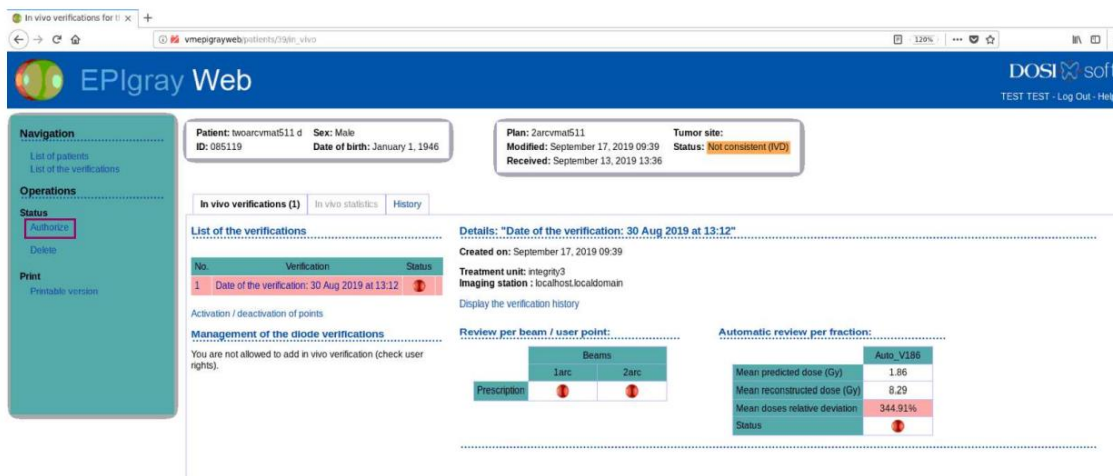 In vivo verifications for t
vmepigrayweb/patients/39/in_vivo
120%
EPIgray Web
DOSI soft
TEST TEST - Log Out - Help
Navigation
List of patients
List of the verifications
Operations
Status
Authorize
Delete
Print
Printable version
Patient: twoarcvmat511 d Sex: Male
ID: 085119 Date of birth: January 1, 1946
Plan: 2arcvmat511 Tumor site:
Modified: September 17, 2019 09:39 Status: Not consistent (IVD)
Received: September 13, 2019 13:36
In vivo verifications (1) In vivo statistics History
List of the verifications
No. Verification Status
1 Date of the verification: 30 Aug 2019 at 13:12
Activation / deactivation of points
Management of the diode verifications
You are not allowed to add in vivo verification (check user
rights).
Details: "Date of the verification: 30 Aug 2019 at 13:12"
Created on: September 17, 2019 09:39
Treatment unit: integrity3
Imaging station : localhost.localdomain
Display the verification history
Review per beam / user point:
Beams
1arc 2arc
Prescription
Automatic review per fraction:
Auto_V186
Mean predicted dose (Gy) 1.86
Mean reconstructed dose (Gy) 8.29
Mean doses relative deviation 344.91%
Status